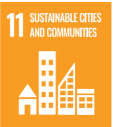 11 SUSTAINABLE CITIES
AND COMMUNITIES